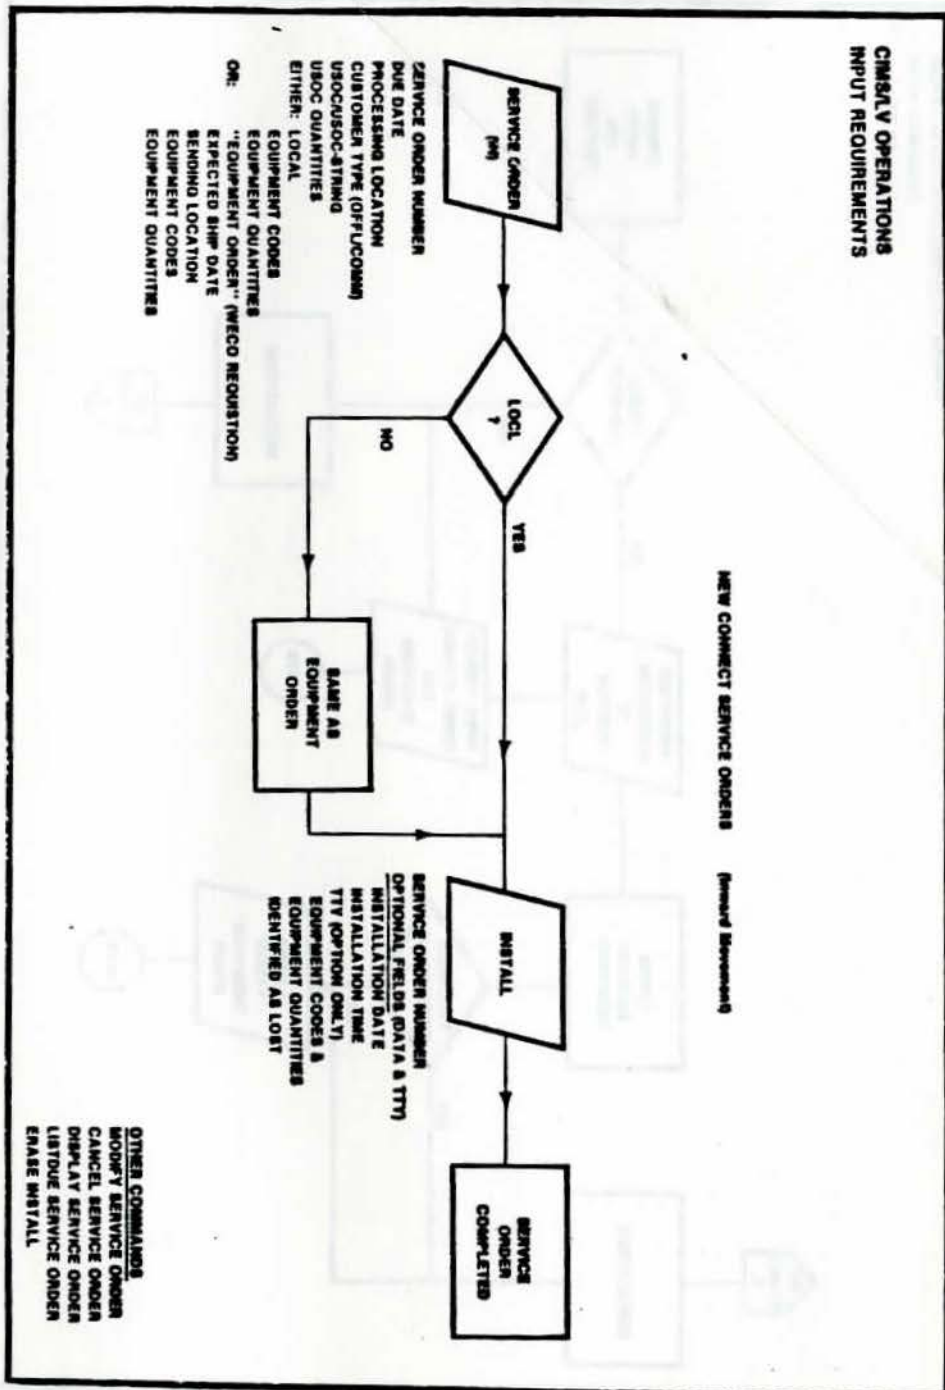 CIMS/LV OPERATIONS
INPUT REQUIREMENTS
NEW CONNECT SERVICE ORDERS (Inward Movement)
SERVICE ORDER
SERVICE ORDER NUMBER
DUE DATE
PROCESSING LOCATION
CUSTOMER TYPE (OFFL/COMM)
USOC/USOC-STRING
USOC QUANTITIES
EITHER: LOCAL
EQUIPMENT CODES
EQUIPMENT QUANTITIES
OR: "EQUIPMENT ORDER" (WECO REQUISTION)
EXPECTED SHIP DATE
SENDING LOCATION
EQUIPMENT CODES
EQUIPMENT QUANTITIES
LOCL
?
YES
NO
SAME AS
EQUIPMENT
ORDER
INSTALL
SERVICE ORDER NUMBER
OPTIONAL FIELDS (DATA & TTY)
INSTALLATION DATE
INSTALLATION TIME
TTY (OPTION ONLY)
EQUIPMENT CODES &
EQUIPMENT QUANTITIES
IDENTIFIED AS LOST
SERVICE
ORDER
COMPLETED
OTHER COMMANDS
MODIFY SERVICE ORDER
CANCEL SERVICE ORDER
DISPLAY SERVICE ORDER
LISTDUE SERVICE ORDER
ERASE INSTALL